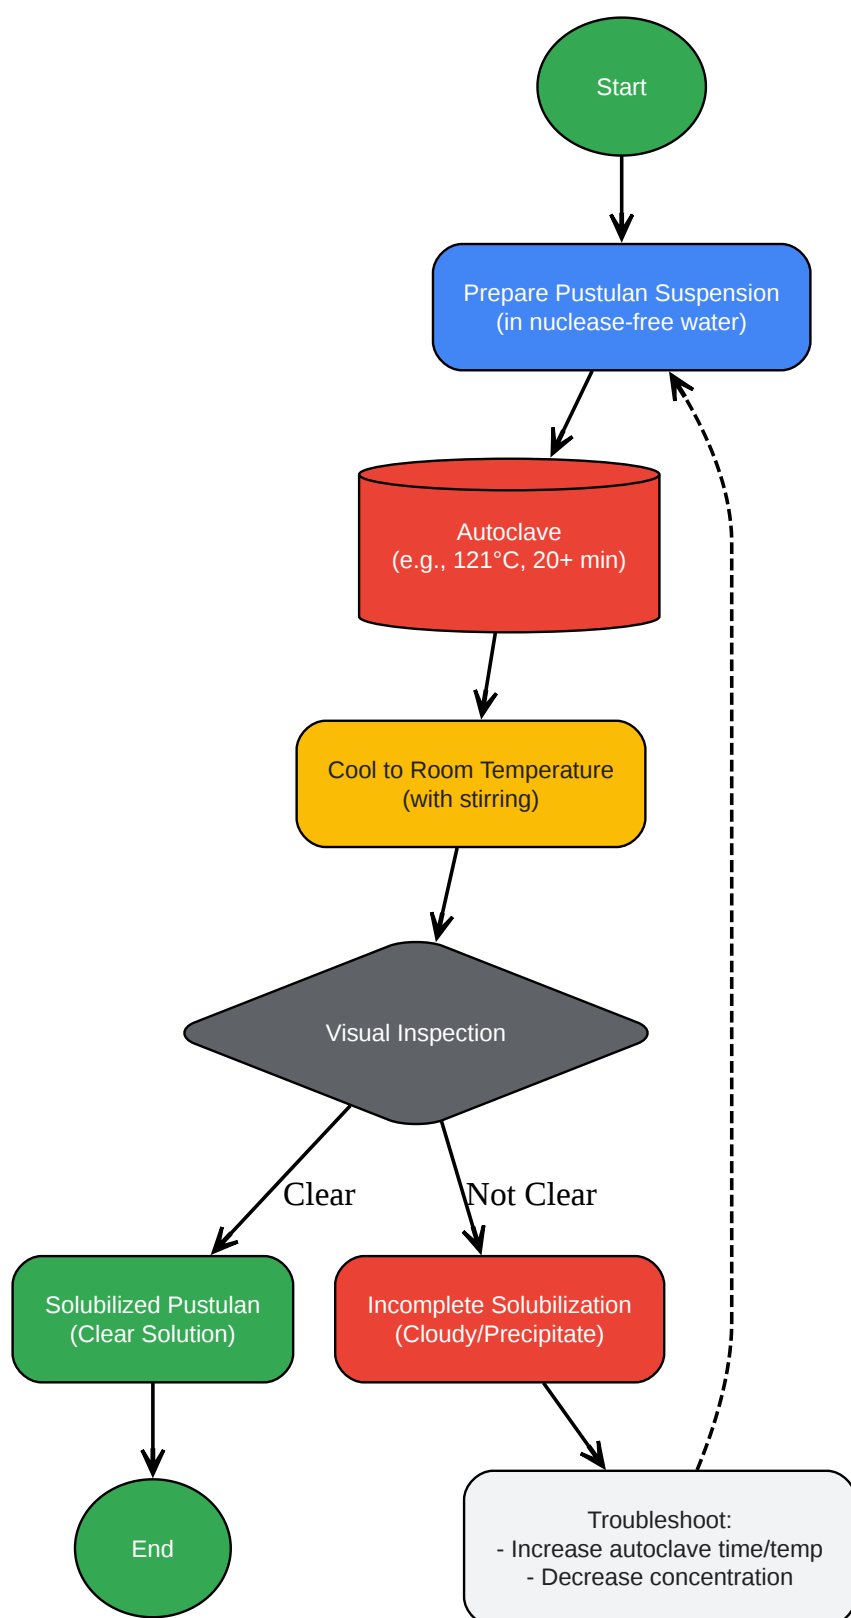 Start
Prepare Pustulan Suspension
(in nuclease-free water)
Autoclave
(e.g., 121°C, 20+ min)
Cool to Room Temperature
(with stirring)
Visual Inspection
Clear
Not Clear
Solubilized Pustulan
(Clear Solution)
Incomplete Solubilization
(Cloudy/Precipitate)
End
Troubleshoot:
- Increase autoclave time/temp
- Decrease concentration